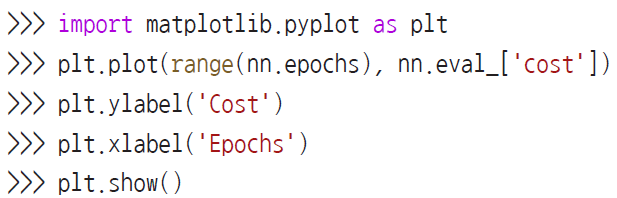 >>> import matplotlib.pyplot as plt
>>> plt.plot(range(nn.epochs), nn.eval_['cost'])
>>> plt.ylabel('Cost')
>>> plt.xlabel('Epochs')
>>> plt.show()